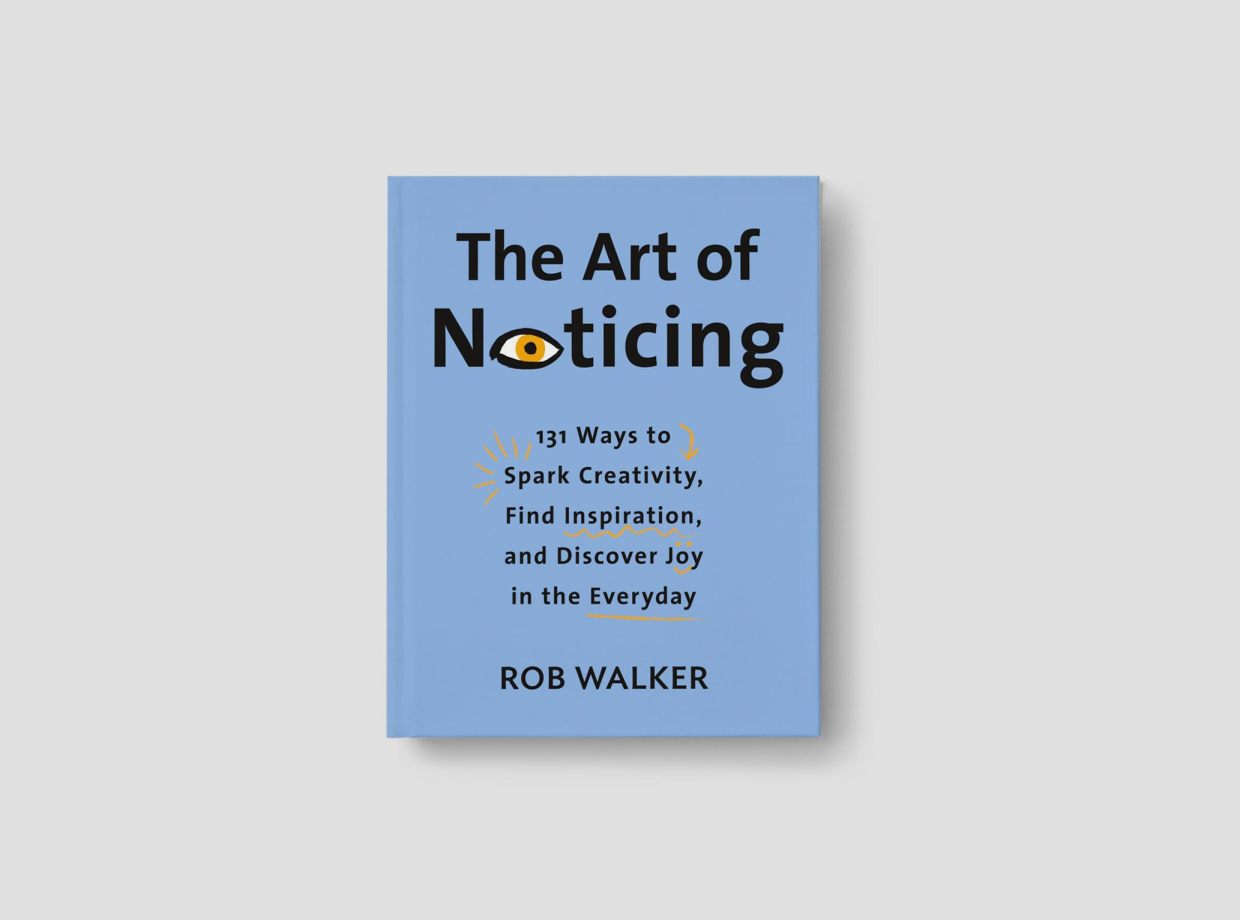 The Art of
Noticing
131 Ways to
Spark Creativity,
Find Inspiration,
and Discover Joy
in the Everyday
ROB WALKER